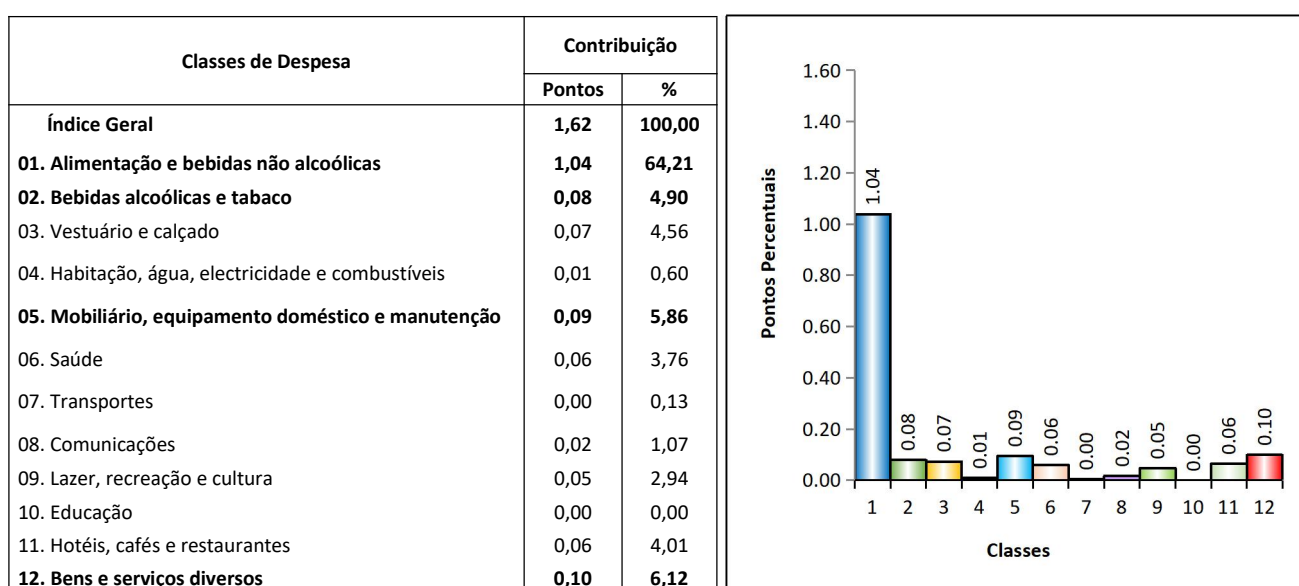 Classes de Despesa Contribuição
Pontos %
Índice Geral 1,62 100,00
01. Alimentação e bebidas não alcoólicas 1,04 64,21
02. Bebidas alcoólicas e tabaco 0,08 4,90
03. Vestuário e calçado 0,07 4,56
04. Habitação, água, electricidade e combustíveis 0,01 0,60
05. Mobiliário, equipamento doméstico e manutenção 0,09 5,86
06. Saúde 0,06 3,76
07. Transportes 0,00 0,13
08. Comunicações 0,02 1,07
09. Lazer, recreação e cultura 0,05 2,94
10. Educação 0,00 0,00
11. Hotéis, cafés e restaurantes 0,06 4,01
12. Bens e serviços diversos 0,10 6,12
Pontos Percentuais
1.60
1.40
1.20
1.00
0.80
0.60
0.40
0.20
0.00
1.04 0.08 0.07 0.01 0.09 0.06 0.00 0.02 0.05 0.00 0.06 0.10
1 2 3 4 5 6 7 8 9 10 11 12
Classes